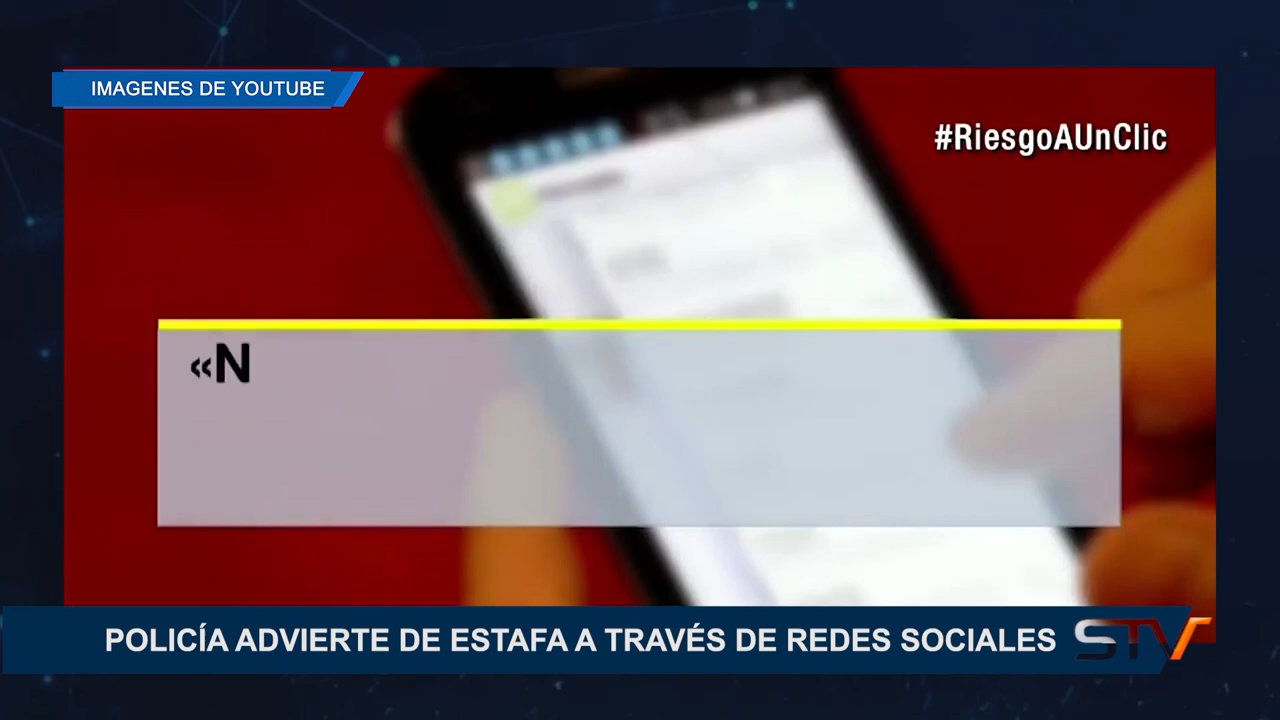 IMAGENES DE YOUTUBE
#RiesgoAUnClic
«N
POLICÍA ADVIERTE DE ESTAFA A TRAVÉS DE REDES SOCIALES
STV